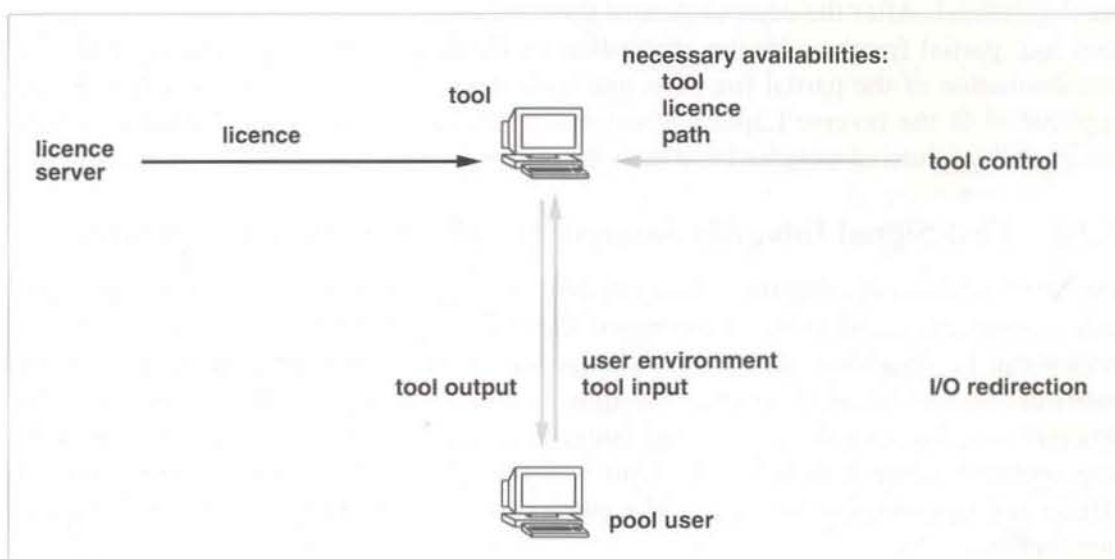 necessary availabilities:
tool
licence
path
tool
licence
licence
server
tool control
tool output
user environment
tool input
I/O redirection
pool user